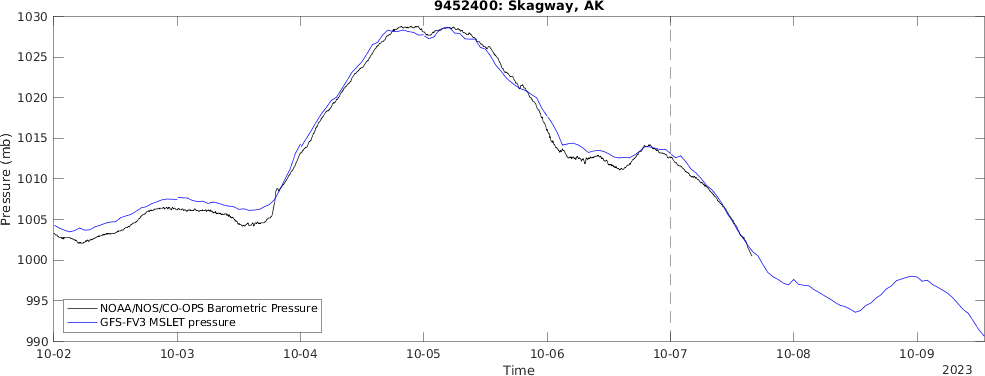 9452400: Skagway, AK
Pressure (mb)
1030
1025
1020
1015
1010
1005
1000
995
990
NOAA/NOS/CO-OPS Barometric Pressure
GFS-FV3 MSLET pressure
10-02 10-03 10-04 10-05 10-06 10-07 10-08 10-09
Time
2023